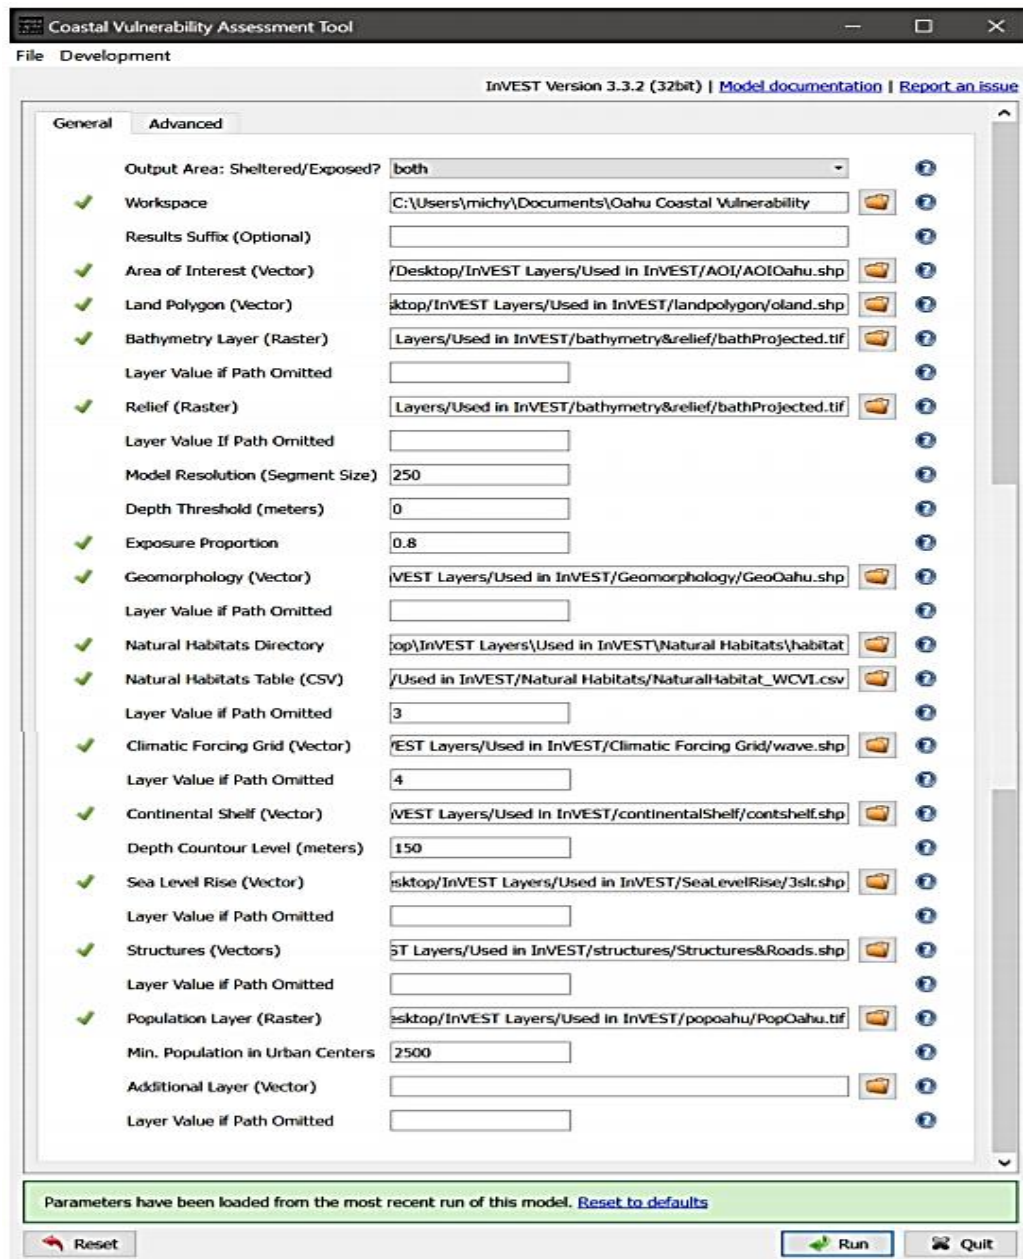 Coastal Vulnerability Assessment Tool
File Development
InVEST Version 3.3.2 (32bit) | Model documentation | Report an issue
General Advanced
Output Area: Sheltered/Exposed? both
Workspace C:\Users\michy\Documents\Oahu Coastal Vulnerability
Results Suffix (Optional)
Area of Interest (Vector) /Desktop/InVEST Layers/Used in InVEST/AOI/AOIOahu.shp
Land Polygon (Vector) sktop/InVEST Layers/Used in InVEST/landpolygon/oland.shp
Bathymetry Layer (Raster) Layers/Used in InVEST/bathymetry&relief/bathProjected.tif
Layer Value if Path Omitted
Relief (Raster) Layers/Used in InVEST/bathymetry&relief/bathProjected.tif
Layer Value If Path Omitted
Model Resolution (Segment Size) 250
Depth Threshold (meters) 0
Exposure Proportion 0.8
Geomorphology (Vector) VEST Layers/Used in InVEST/Geomorphology/GeoOahu.shp
Layer Value if Path Omitted
Natural Habitats Directory top\InVEST Layers\Used in InVEST\Natural Habitats\habitat
Natural Habitats Table (CSV) /Used in InVEST/Natural Habitats/NaturalHabitat_WCVI.csv
Layer Value if Path Omitted 3
Climatic Forcing Grid (Vector) VEST Layers/Used in InVEST/Climatic Forcing Grid/wave.shp
Layer Value if Path Omitted 4
Continental Shelf (Vector) VEST Layers/Used in InVEST/continentalShelf/contshelf.shp
Depth Countour Level (meters) 150
Sea Level Rise (Vector) esktop/InVEST Layers/Used in InVEST/SeaLevelRise/3slr.shp
Layer Value if Path Omitted
Structures (Vectors) ST Layers/Used in InVEST/structures/Structures&Roads.shp
Layer Value if Path Omitted
Population Layer (Raster) esktop/InVEST Layers/Used in InVEST/popoahu/PopOahu.tif
Min. Population in Urban Centers 2500
Additional Layer (Vector)
Layer Value if Path Omitted
Parameters have been loaded from the most recent run of this model. Reset to defaults
Reset Run Quit